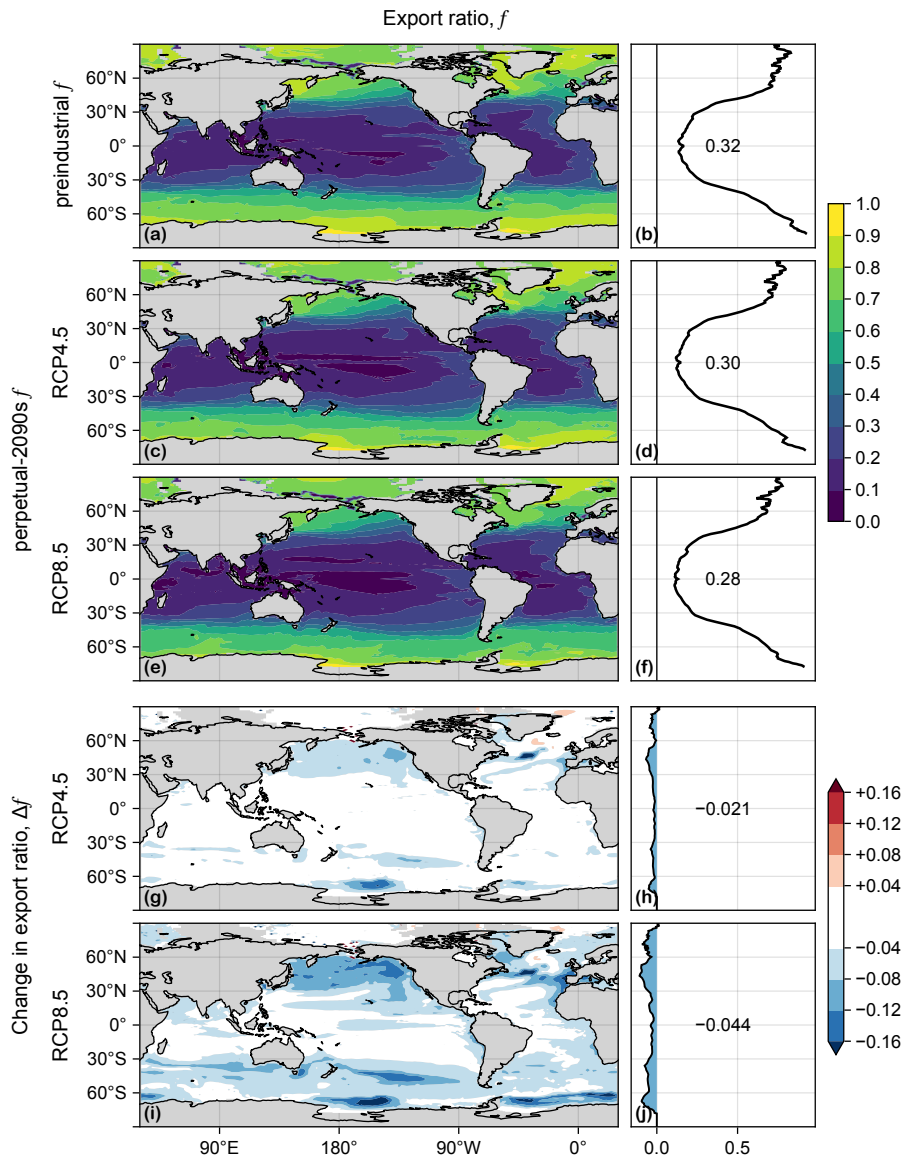 Export ratio, f
preindustrial f
60°N
30°N
0°
30°S
60°S
(a)
(b)
0.32
perpetual-2090s f
RCP4.5
60°N
30°N
0°
30°S
60°S
(c)
(d)
0.30
RCP8.5
60°N
30°N
0°
30°S
60°S
(e)
(f)
0.28
1.0
0.9
0.8
0.7
0.6
0.5
0.4
0.3
0.2
0.1
0.0
Change in export ratio, Δf
RCP4.5
60°N
30°N
0°
30°S
60°S
(g)
(h)
−0.021
RCP8.5
60°N
30°N
0°
30°S
60°S
(i)
(j)
−0.044
+0.16
+0.12
+0.08
+0.04
−0.04
−0.08
−0.12
−0.16
90°E
180°
90°W
0°
0.0
0.5